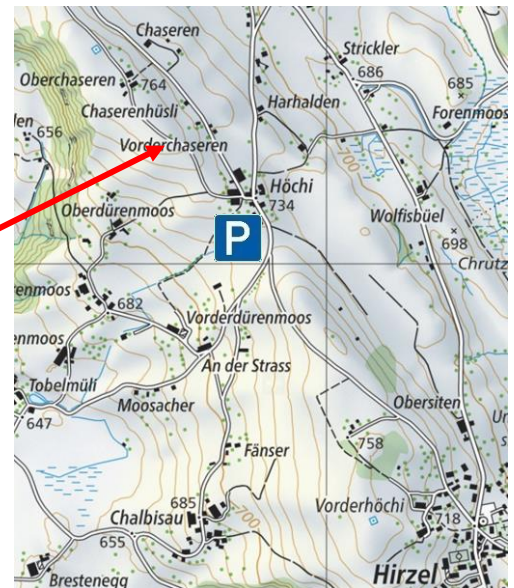 Chaseren
Strickler
Oberchaseren
764
686
685
Chaserenhüsli
Harhalden
Forenmoos
656
Vorderchaseren
700
Höchi
734
Oberdürenmoos
Wolfisbüel
P
698
Chrutz
682
Vorderdürenmoos
An der Strass
Tobelmüli
Moosacher
Obersiten
647
Fänser
758
685
700
Vorderhöchi
718
Chalbisau
655
Hirzel
Brestenegg